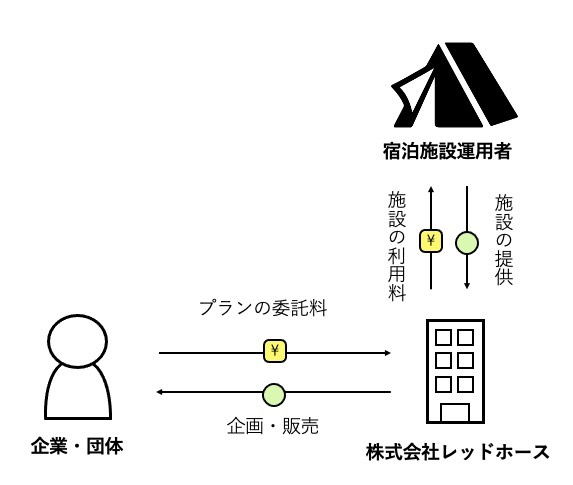 宿泊施設運用者
施設の利用料
¥
施設の提供
プランの委託料
¥
企画・販売
企業・団体
株式会社レッドホース